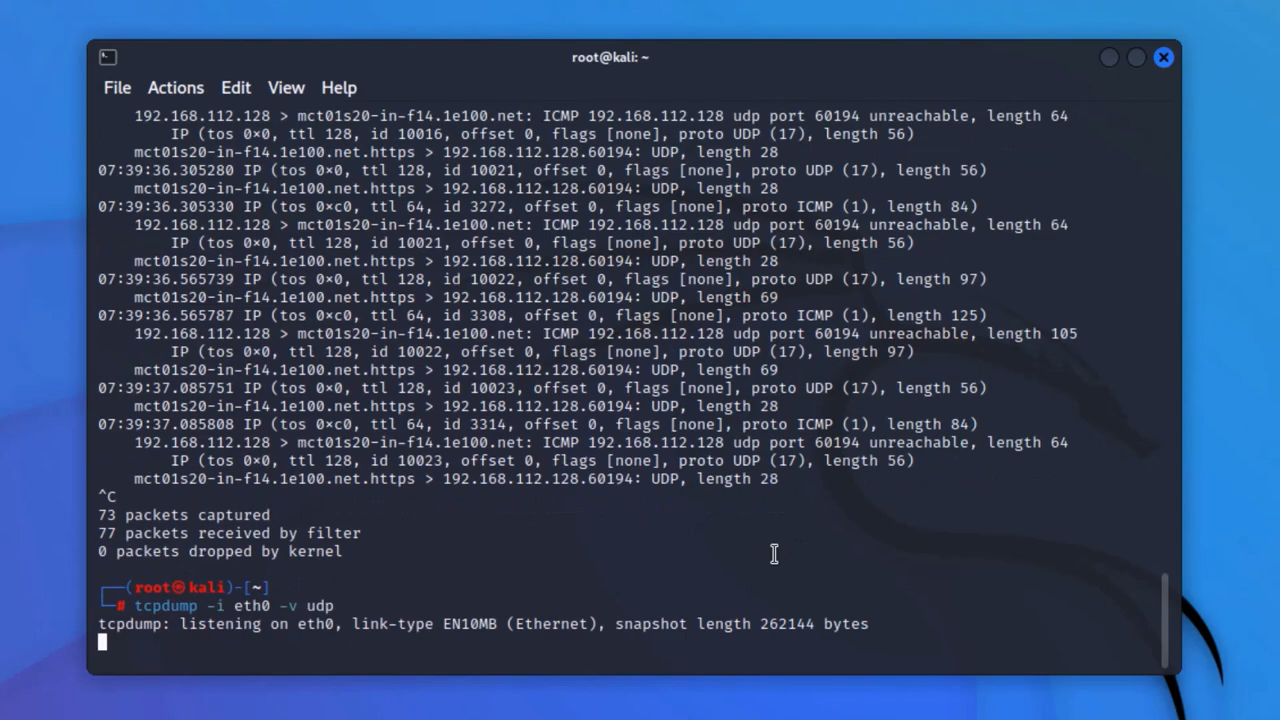 root@kali: ~
File Actions Edit View Help
192.168.112.128 > mct01s20-in-f14.1e100.net: ICMP 192.168.112.128 udp port 60194 unreachable, length 64
IP (tos 0×0, ttl 128, id 10016, offset 0, flags [none], proto UDP (17), length 56)
mct01s20-in-f14.1e100.net.https > 192.168.112.128.60194: UDP, length 28
07:39:36.305280 IP (tos 0×0, ttl 128, id 10021, offset 0, flags [none], proto UDP (17), length 56)
mct01s20-in-f14.1e100.net.https > 192.168.112.128.60194: UDP, length 28
07:39:36.305330 IP (tos 0×c0, ttl 64, id 3272, offset 0, flags [none], proto ICMP (1), length 84)
192.168.112.128 > mct01s20-in-f14.1e100.net: ICMP 192.168.112.128 udp port 60194 unreachable, length 64
IP (tos 0×0, ttl 128, id 10021, offset 0, flags [none], proto UDP (17), length 56)
mct01s20-in-f14.1e100.net.https > 192.168.112.128.60194: UDP, length 28
07:39:36.565739 IP (tos 0×0, ttl 128, id 10022, offset 0, flags [none], proto UDP (17), length 97)
mct01s20-in-f14.1e100.net.https > 192.168.112.128.60194: UDP, length 69
07:39:36.565787 IP (tos 0×c0, ttl 64, id 3308, offset 0, flags [none], proto ICMP (1), length 125)
192.168.112.128 > mct01s20-in-f14.1e100.net: ICMP 192.168.112.128 udp port 60194 unreachable, length 105
IP (tos 0×0, ttl 128, id 10022, offset 0, flags [none], proto UDP (17), length 97)
mct01s20-in-f14.1e100.net.https > 192.168.112.128.60194: UDP, length 69
07:39:37.085751 IP (tos 0×0, ttl 128, id 10023, offset 0, flags [none], proto UDP (17), length 56)
mct01s20-in-f14.1e100.net.https > 192.168.112.128.60194: UDP, length 28
07:39:37.085808 IP (tos 0×c0, ttl 64, id 3314, offset 0, flags [none], proto ICMP (1), length 84)
192.168.112.128 > mct01s20-in-f14.1e100.net: ICMP 192.168.112.128 udp port 60194 unreachable, length 64
IP (tos 0×0, ttl 128, id 10023, offset 0, flags [none], proto UDP (17), length 56)
mct01s20-in-f14.1e100.net.https > 192.168.112.128.60194: UDP, length 28
^C
73 packets captured
77 packets received by filter
0 packets dropped by kernel
┌──(root㉿kali)-[~]
└─# tcpdump -i eth0 -v udp
tcpdump: listening on eth0, link-type EN10MB (Ethernet), snapshot length 262144 bytes